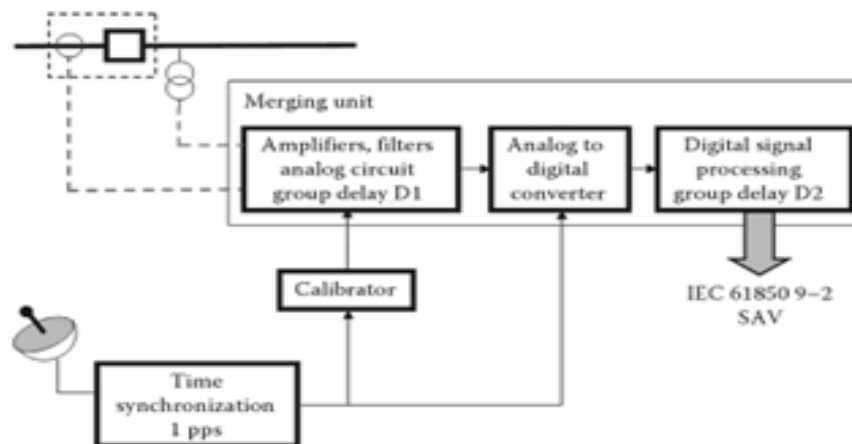 Merging unit
Amplifiers, filters
analog circuit
group delay D1
Analog to
digital
converter
Digital signal
processing
group delay D2
Calibrator
IEC 61850 9–2
SAV
Time
synchronization
1 pps